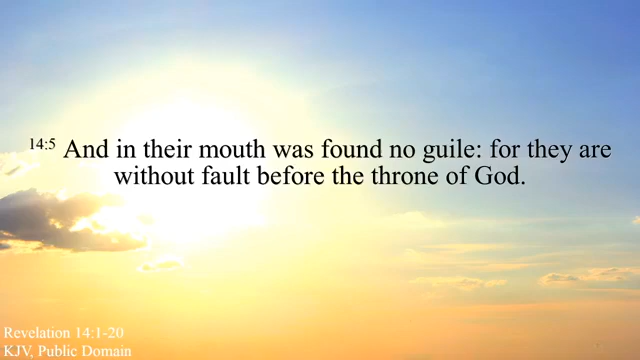 14:5 And in their mouth was found no guile: for they are
without fault before the throne of God.
Revelation 14:1-20
KJV, Public Domain